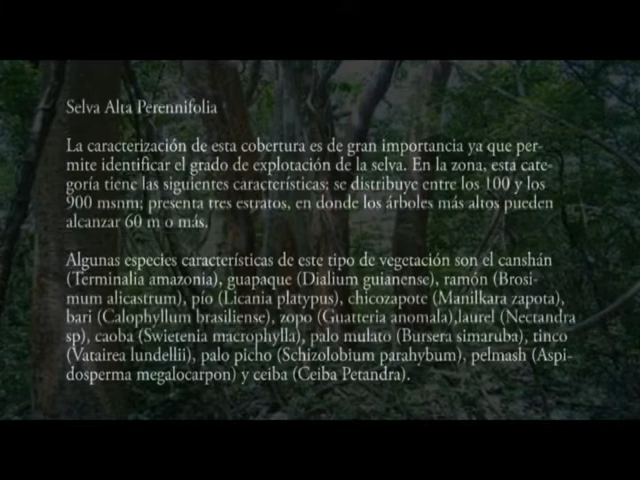 Selva Alta Perennifolia
La caracterización de esta cobertura es de gran importancia ya que per-
mite identificar el grado de explotación de la selva. En la zona, esta cate-
goría tiene las siguientes características: se distribuye entre los 100 y los
900 msnm; presenta tres estratos, en donde los árboles más altos pueden
alcanzar 60 m o más.
Algunas especies características de este tipo de vegetación son el canshán
(Terminalia amazonia), guapaque (Dialium guianense), ramón (Brosi-
mum alicastrum), pío (Licania platypus), chicozapote (Manilkara zapota),
bari (Calophyllum brasiliense), zopo (Guatteria anomala),laurel (Nectandra
sp), caoba (Swietenia macrophylla), palo mulato (Bursera simaruba), tinco
(Vatairea lundellii), palo picho (Schizolobium parahybum), pelmash (Aspi-
dosperma megalocarpon) y ceiba (Ceiba Petandra).